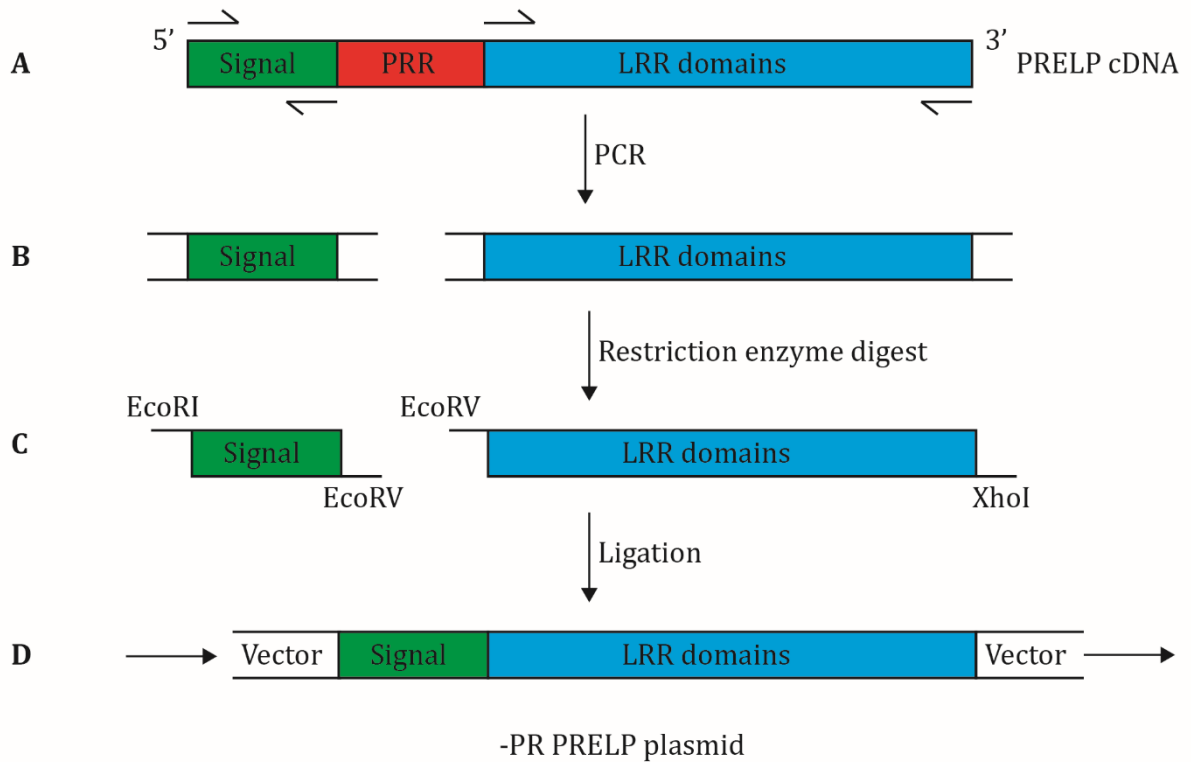 5’ 3’
A Signal PRR LRR domains PRELP cDNA
PCR
B Signal LRR domains
Restriction enzyme digest
EcoRI EcoRV
C Signal LRR domains
EcoRV XhoI
Ligation
D Vector Signal LRR domains Vector
-PR PRELP plasmid